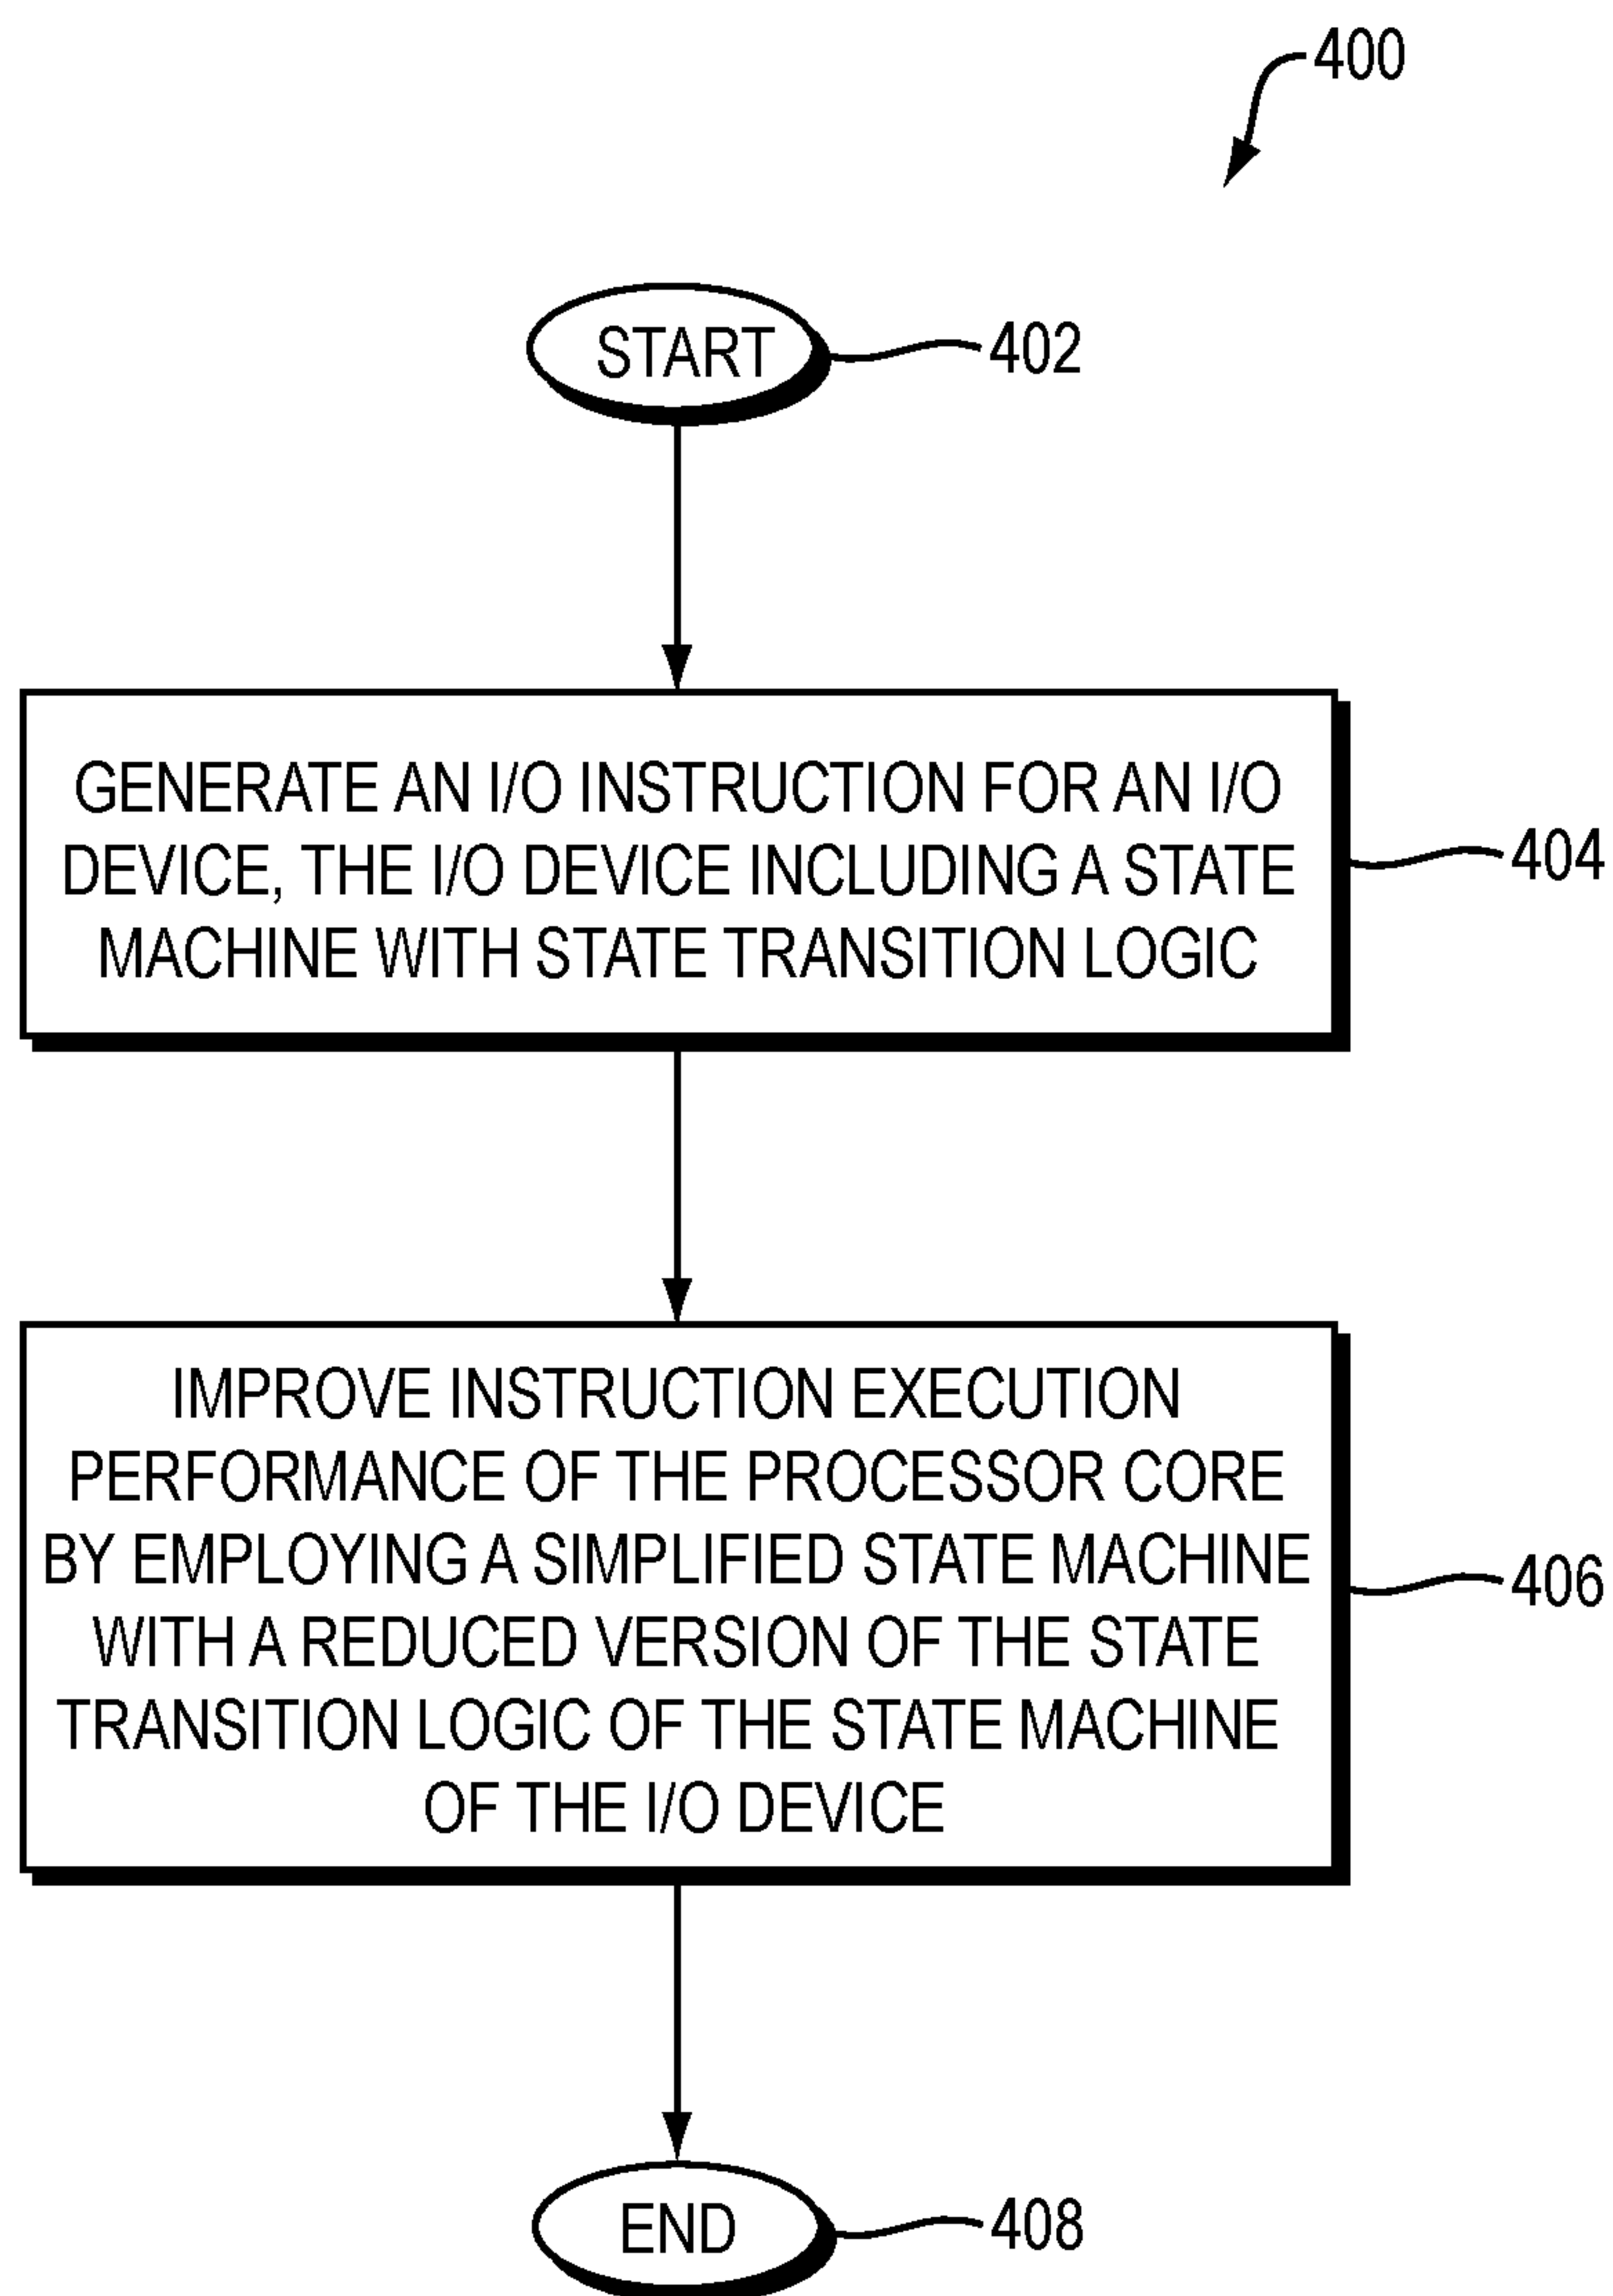 400
START
402
GENERATE AN I/O INSTRUCTION FOR AN I/O
DEVICE, THE I/O DEVICE INCLUDING A STATE
MACHINE WITH STATE TRANSITION LOGIC
404
IMPROVE INSTRUCTION EXECUTION
PERFORMANCE OF THE PROCESSOR CORE
BY EMPLOYING A SIMPLIFIED STATE MACHINE
WITH A REDUCED VERSION OF THE STATE
TRANSITION LOGIC OF THE STATE MACHINE
OF THE I/O DEVICE
406
END
408